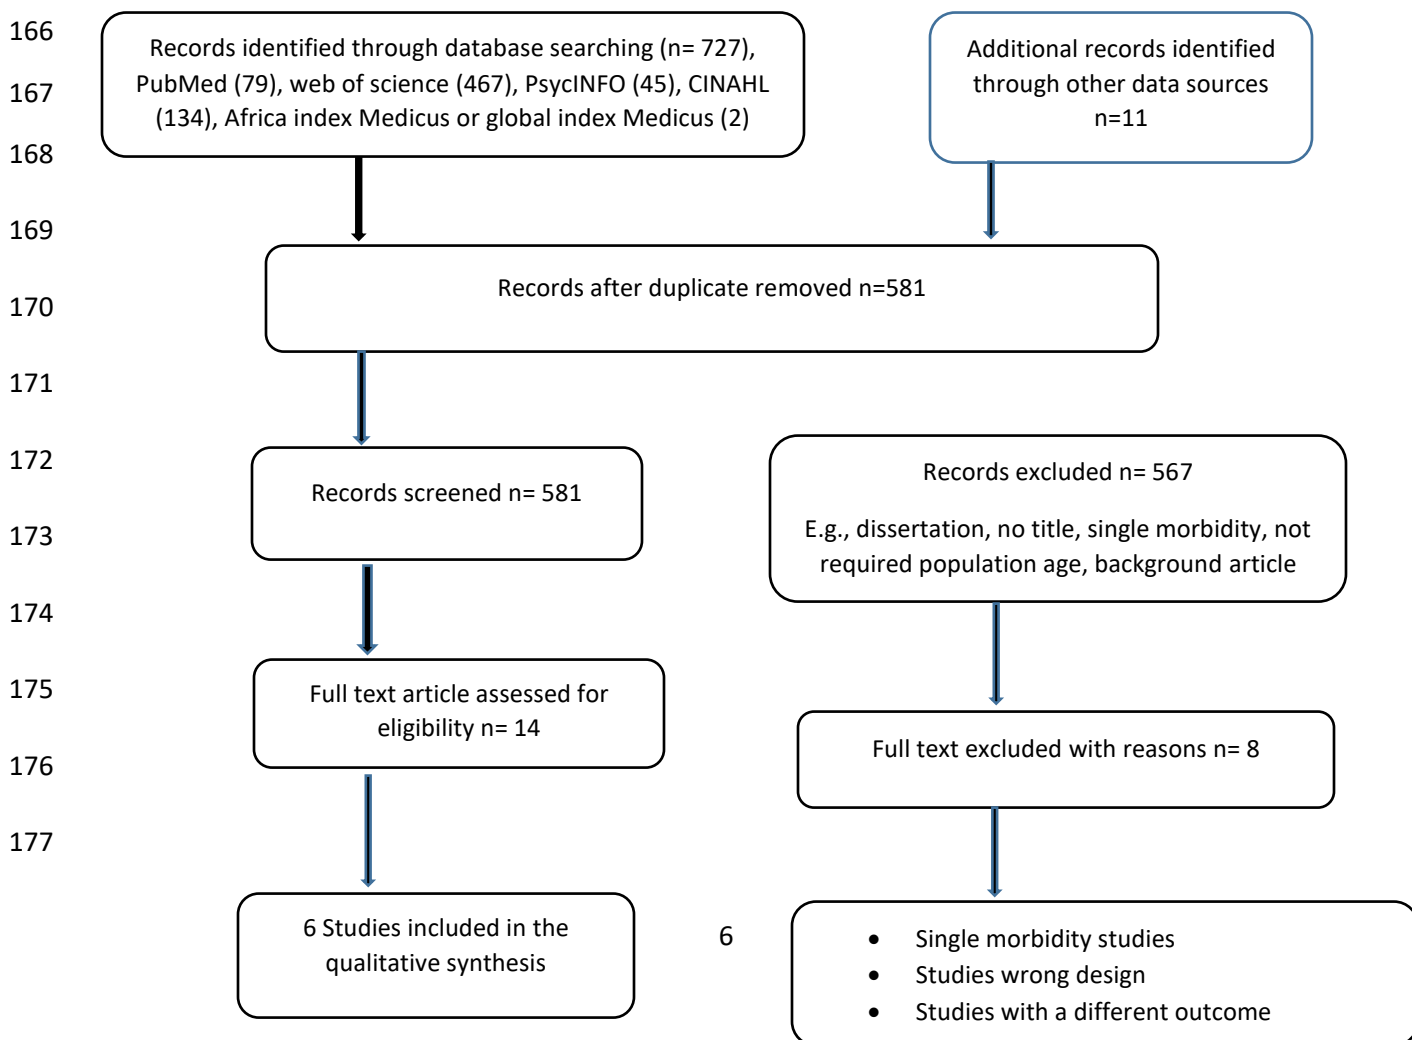 166
Records identified through database searching (n= 727),
PubMed (79), web of science (467), PsycINFO (45), CINAHL
(134), Africa index Medicus or global index Medicus (2)
Additional records identified
through other data sources
n=11
167
168
169
Records after duplicate removed n=581
170
171
172
Records screened n= 581
Records excluded n= 567
E.g., dissertation, no title, single morbidity, not
required population age, background article
173
174
175
Full text article assessed for
eligibility n= 14
Full text excluded with reasons n= 8
176
177
6 Studies included in the
qualitative synthesis
6
• Single morbidity studies
• Studies wrong design
• Studies with a different outcome